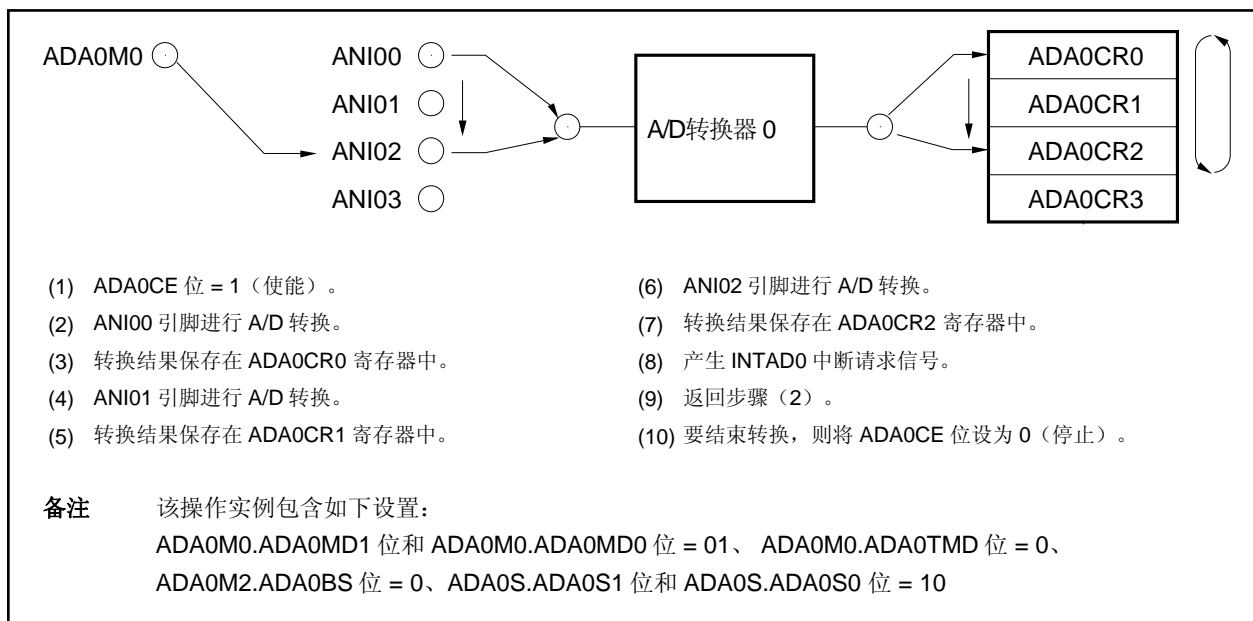 ADA0M0
ANI00
ANI01
ANI02
ANI03
A/D转换器 0
ADA0CR0
ADA0CR1
ADA0CR2
ADA0CR3
(1) ADA0CE 位 = 1（使能）。
(2) ANI00 引脚进行 A/D 转换。
(3) 转换结果保存在 ADA0CR0 寄存器中。
(4) ANI01 引脚进行 A/D 转换。
(5) 转换结果保存在 ADA0CR1 寄存器中。
(6) ANI02 引脚进行 A/D 转换。
(7) 转换结果保存在 ADA0CR2 寄存器中。
(8) 产生 INTAD0 中断请求信号。
(9) 返回步骤（2）。
(10) 要结束转换，则将 ADA0CE 位设为 0（停止）。
备注 该操作实例包含如下设置：
ADA0M0.ADA0MD1 位和 ADA0M0.ADA0MD0 位 = 01、 ADA0M0.ADA0TMD 位 = 0、
ADA0M2.ADA0BS 位 = 0、ADA0S.ADA0S1 位和 ADA0S.ADA0S0 位 = 10